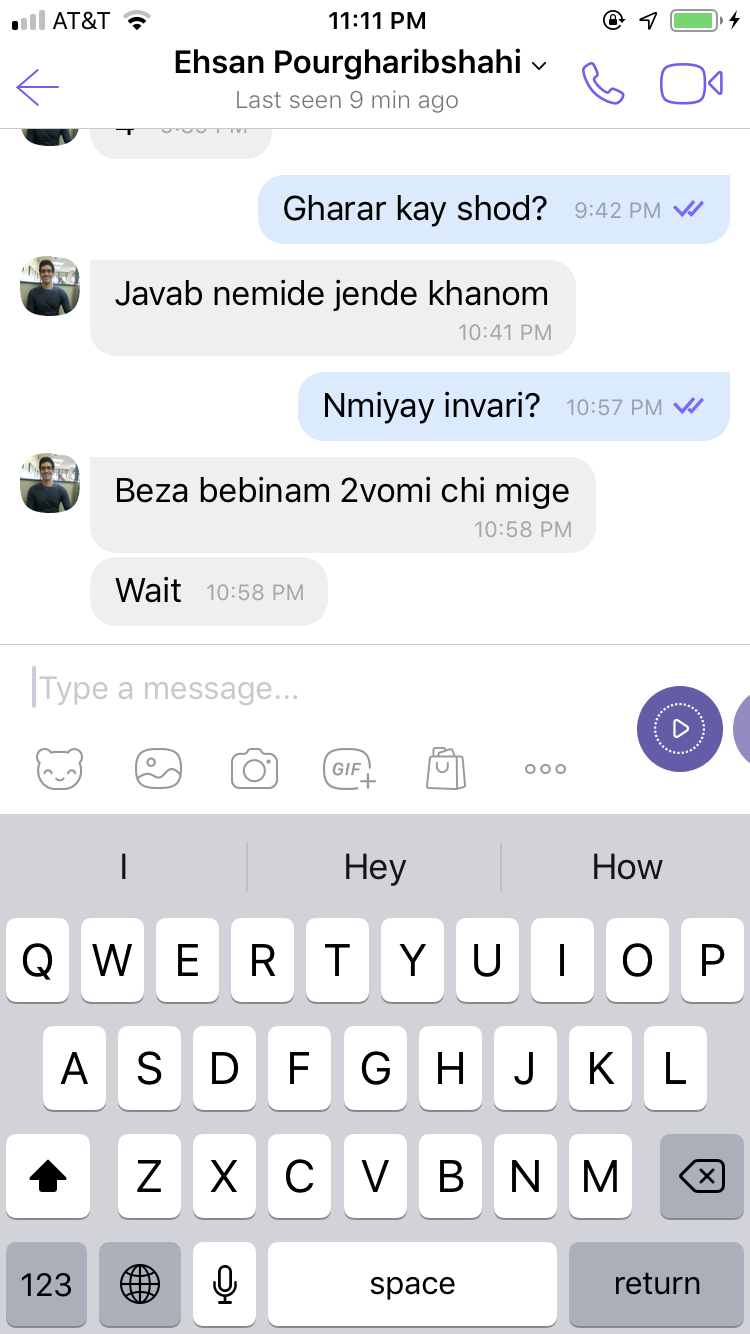 AT&T 11:11 PM
Ehsan Pourgharibshahi
Last seen 9 min ago
Gharar kay shod? 9:42 PM
Javab nemide jende khanom
10:41 PM
Nmiyay invari? 10:57 PM
Beza bebinam 2vomi chi mige
10:58 PM
Wait 10:58 PM
Type a message...
GIF
I Hey How
Q W E R T Y U I O P
A S D F G H J K L
Z X C V B N M
123 space return